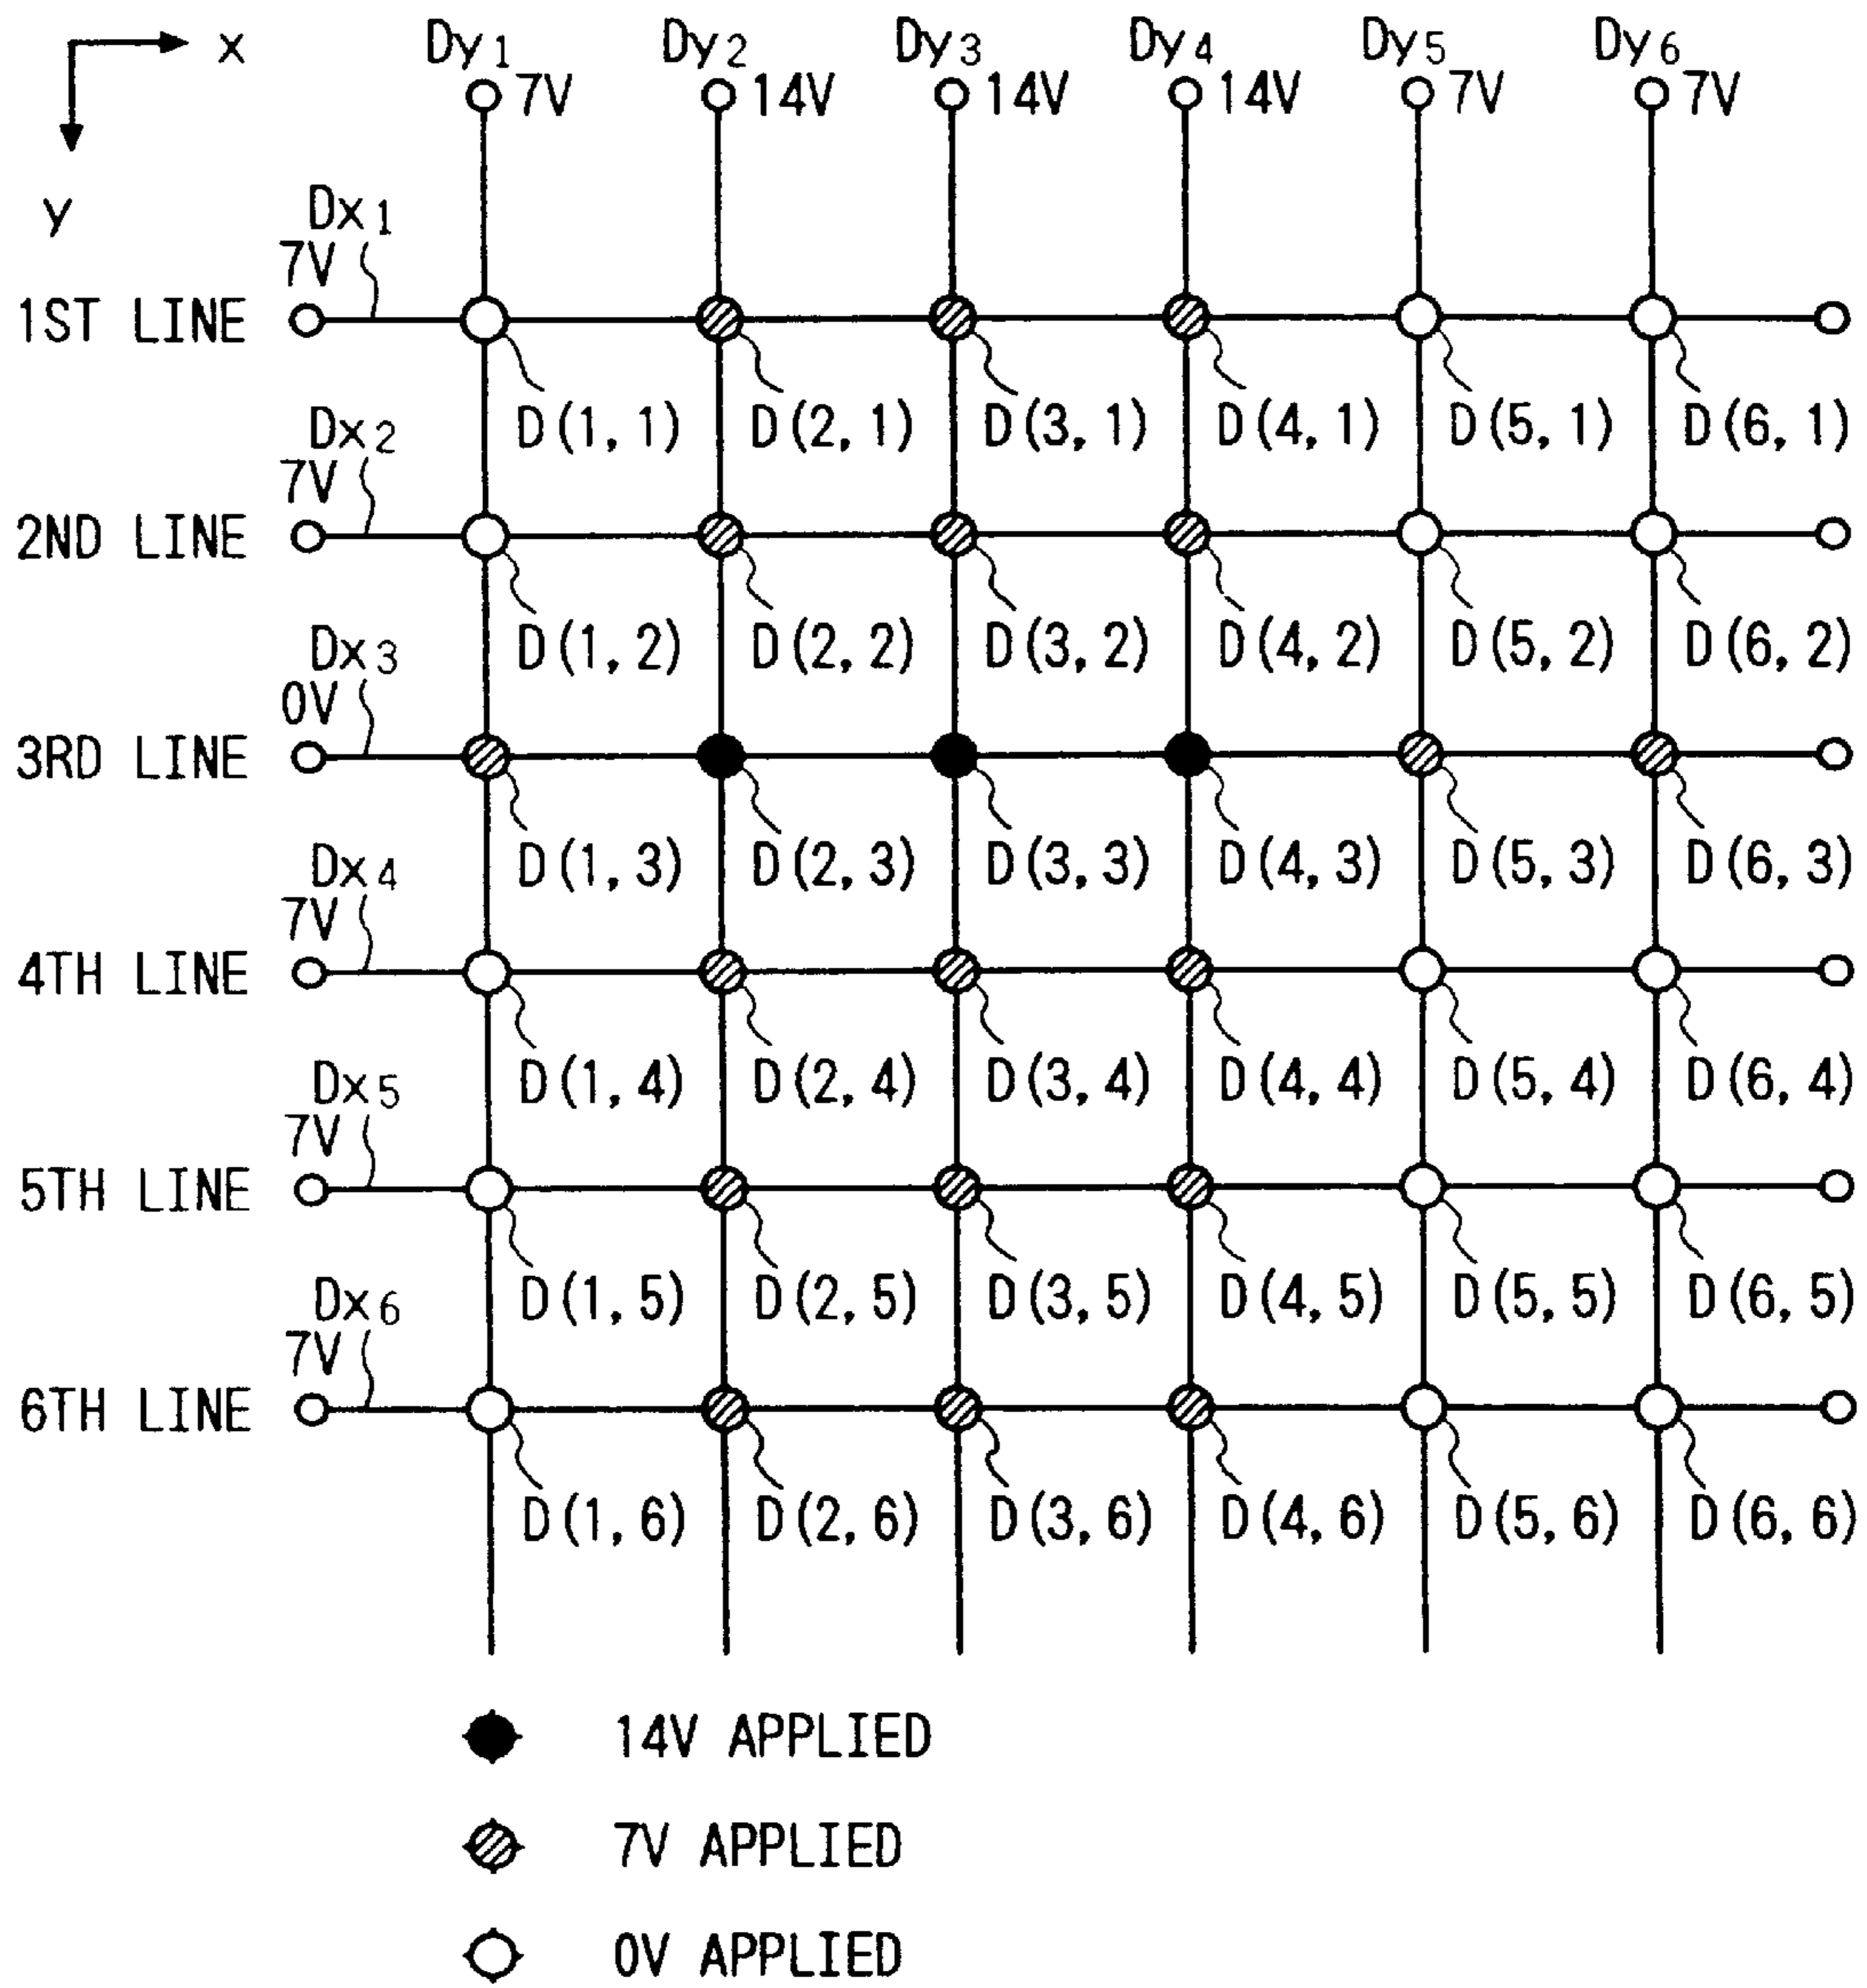 x
y
Dy1 Dy2 Dy3 Dy4 Dy5 Dy6
7V 14V 14V 14V 7V 7V
Dx1
7V
1ST LINE
D(1,1) D(2,1) D(3,1) D(4,1) D(5,1) D(6,1)
Dx2
7V
2ND LINE
D(1,2) D(2,2) D(3,2) D(4,2) D(5,2) D(6,2)
Dx3
0V
3RD LINE
D(1,3) D(2,3) D(3,3) D(4,3) D(5,3) D(6,3)
Dx4
7V
4TH LINE
D(1,4) D(2,4) D(3,4) D(4,4) D(5,4) D(6,4)
Dx5
7V
5TH LINE
D(1,5) D(2,5) D(3,5) D(4,5) D(5,5) D(6,5)
Dx6
7V
6TH LINE
D(1,6) D(2,6) D(3,6) D(4,6) D(5,6) D(6,6)
14V APPLIED
7V APPLIED
0V APPLIED